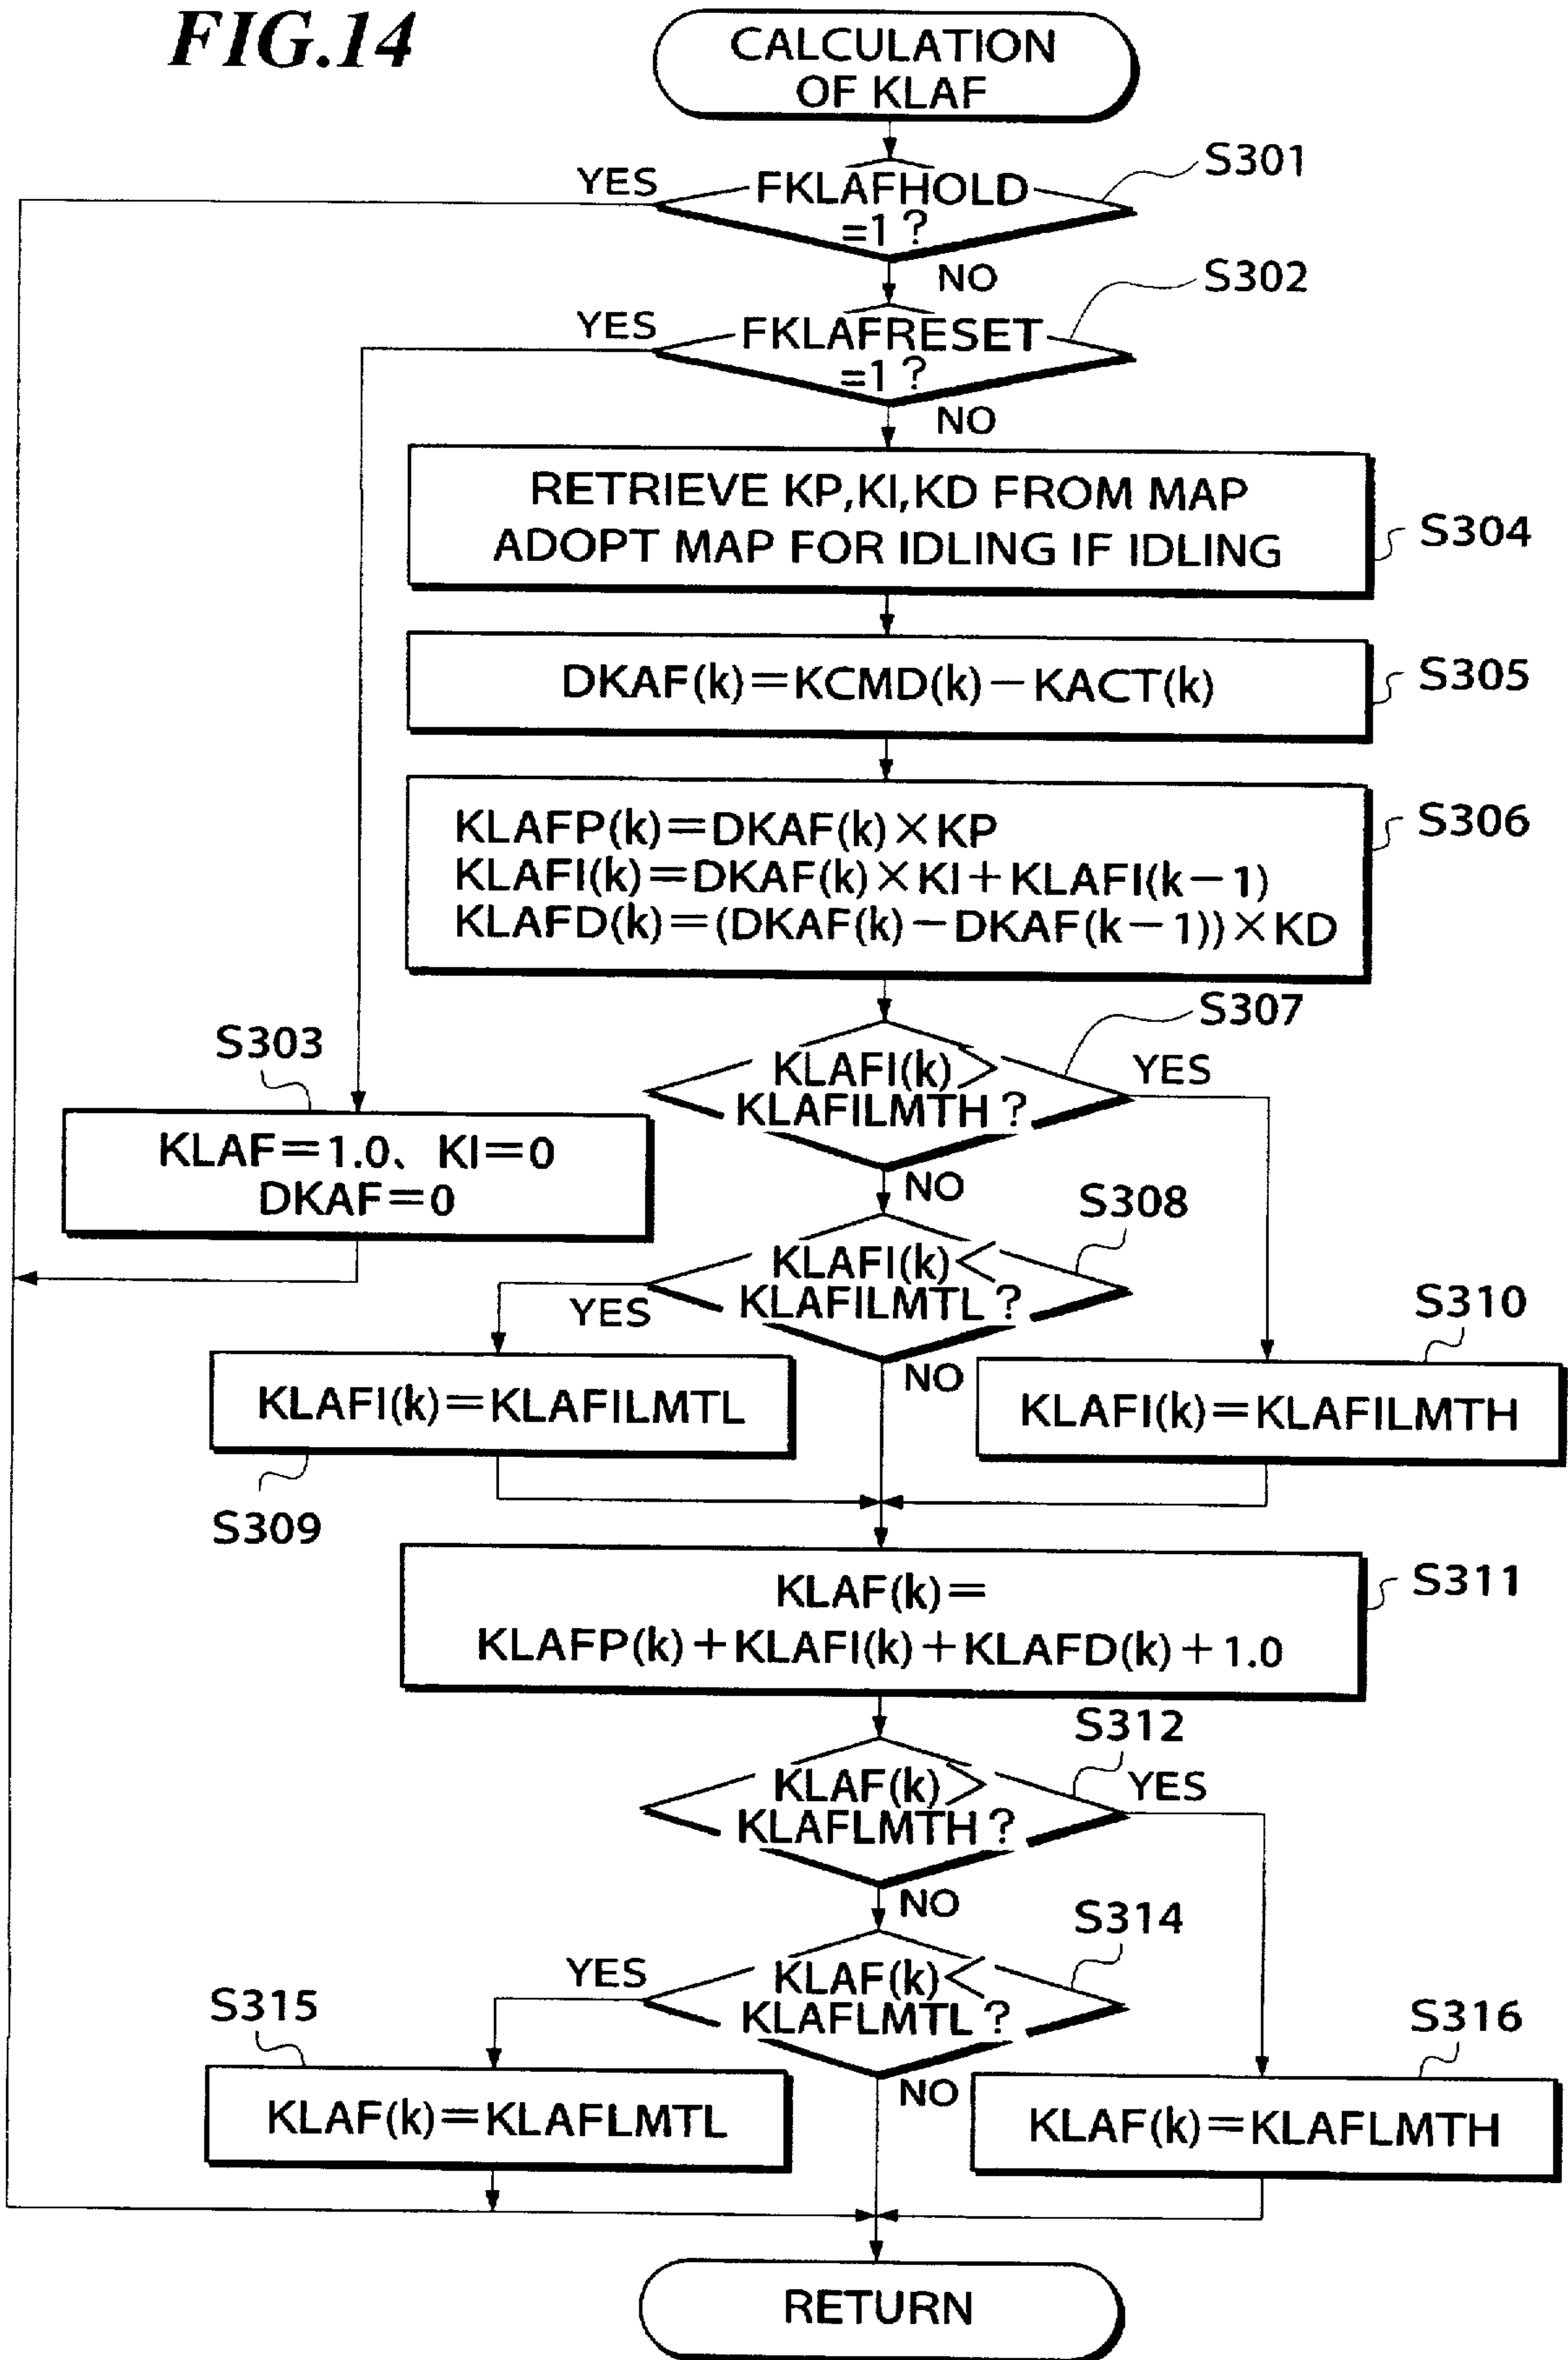 FIG.14
CALCULATION
OF KLAF
S301
YES
FKLAFHOLD
=1?
NO
S302
YES
FKLAFRESET
=1?
NO
RETRIEVE KP,KI,KD FROM MAP
ADOPT MAP FOR IDLING IF IDLING
S304
DKAF(k)=KCMD(k)-KACT(k)
S305
KLAFP(k)=DKAF(k)×KP
KLAFI(k)=DKAF(k)×KI+KLAFI(k-1)
KLAFD(k)=(DKAF(k)-DKAF(k-1))×KD
S306
S307
KLAFI(k)>
KLAFILMTH?
YES
NO
S303
KLAF=1.0、KI=0
DKAF=0
S308
KLAFI(k)<
KLAFILMTL?
YES
NO
S310
KLAFI(k)=KLAFILMTL
KLAFI(k)=KLAFILMTH
S309
KLAF(k)=
KLAFP(k)+KLAFI(k)+KLAFD(k)+1.0
S311
S312
KLAF(k)>
KLAFLMTH?
YES
NO
S314
YES
KLAF(k)<
KLAFLMTL?
NO
S315
S316
KLAF(k)=KLAFLMTL
KLAF(k)=KLAFLMTH
RETURN